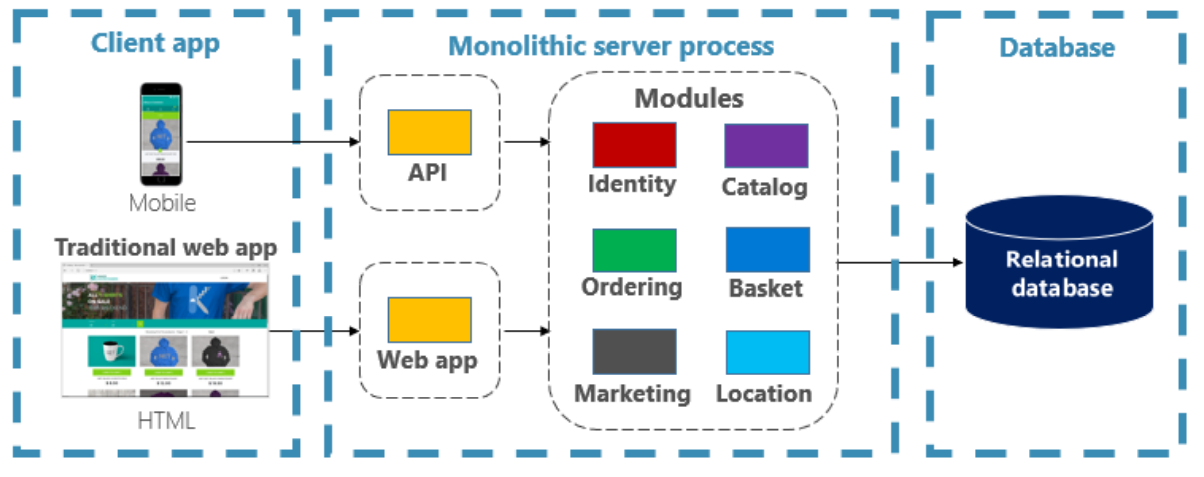 Client app
Mobile
Traditional web app
HTML
Monolithic server process
API
Web app
Modules
Identity
Catalog
Ordering
Basket
Marketing
Location
Database
Relational
database